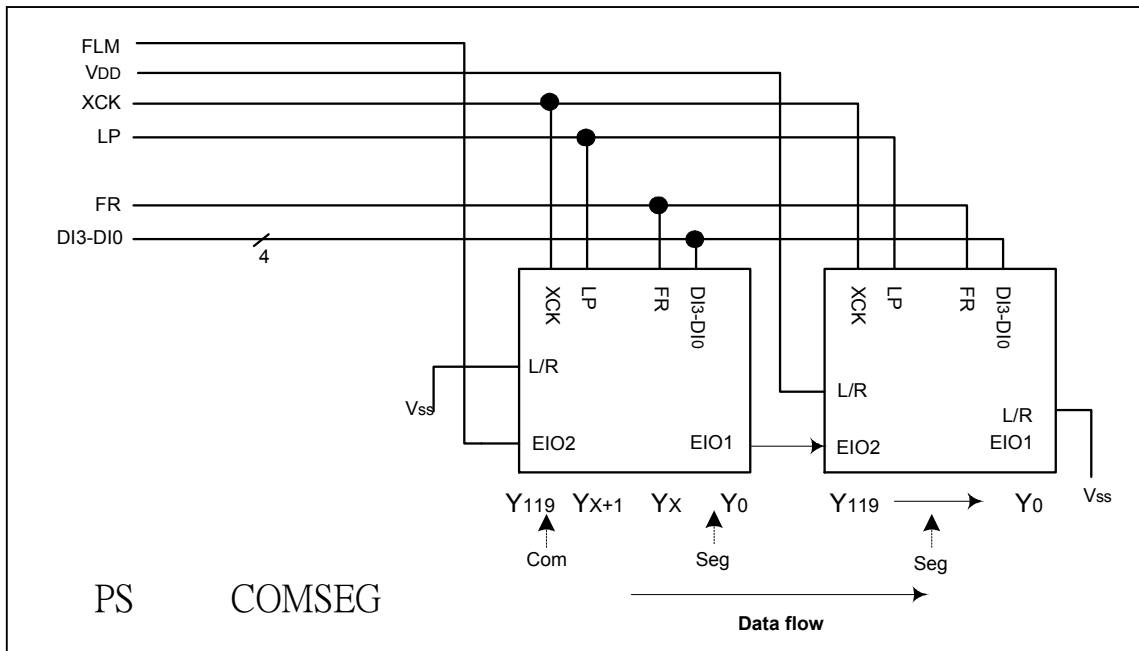 FLM
VDD
XCK
LP
FR
DI3-DI0
4
XCK LP FR DI3-DI0
XCK LP FR DI3-DI0
L/R
Vss
L/R
L/R
EIO2 EIO1
EIO2 EIO1
Vss
Y119 YX+1 YX Y0
Y119 Y0
Com Seg Seg
PS COMSEG
Data flow